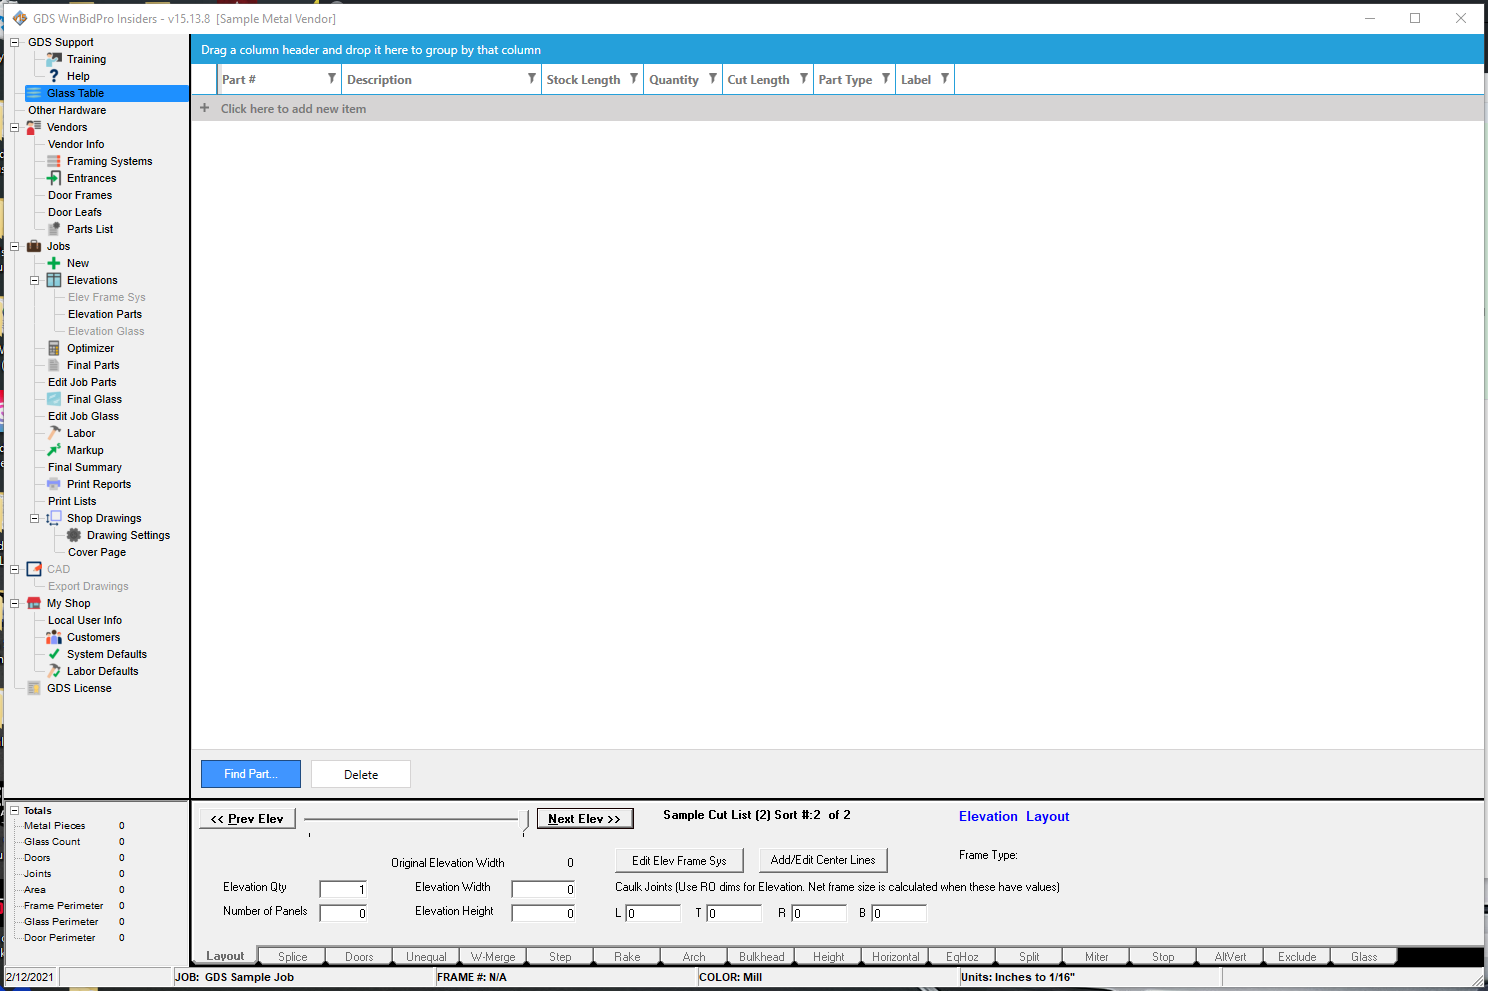 GDS WinBidPro Insiders - v15.13.8 [Sample Metal Vendor]
GDS Support
Training
Help
Glass Table
Other Hardware
Vendors
Vendor Info
Framing Systems
Entrances
Door Frames
Door Leafs
Parts List
Jobs
New
Elevations
Elev Frame Sys
Elevation Parts
Elevation Glass
Optimizer
Final Parts
Edit Job Parts
Final Glass
Edit Job Glass
Labor
Markup
Final Summary
Print Reports
Print Lists
Shop Drawings
Drawing Settings
Cover Page
CAD
Export Drawings
My Shop
Local User Info
Customers
System Defaults
Labor Defaults
GDS License
Drag a column header and drop it here to group by that column
Part # Description Stock Length Quantity Cut Length Part Type Label
+ Click here to add new item
Find Part... Delete
Totals
Metal Pieces 0
Glass Count 0
Doors 0
Joints 0
Area 0
Frame Perimeter 0
Glass Perimeter 0
Door Perimeter 0
<< Prev Elev Next Elev >> Sample Cut List (2) Sort #:2 of 2 Elevation Layout
Original Elevation Width 0 Edit Elev Frame Sys Add/Edit Center Lines Frame Type:
Elevation Qty 1 Elevation Width 0 Caulk Joints (Use RO dims for Elevation. Net frame size is calculated when these have values)
Number of Panels 0 Elevation Height 0 L 0 T 0 R 0 B 0
Layout Splice Doors Unequal W-Merge Step Rake Arch Bulkhead Height Horizontal EqHoz Split Miter Stop AltVert Exclude Glass
2/12/2021 JOB: GDS Sample Job FRAME #: N/A COLOR: Mill Units: Inches to 1/16"